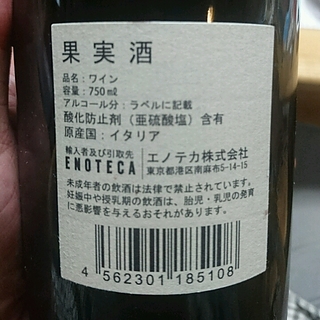 果実酒
品名：ワイン
容量：750㎖
アルコール分：ラベルに記載
酸化防止剤（亜硫酸塩）含有
原産国：イタリア
輸入者及び引取先
ENOTECA
エノテカ株式会社
東京都港区南麻布5-14-15
未成年者の飲酒は法律で禁止されています。
妊娠中や授乳期の飲酒は、胎児・乳児の発育
に悪影響を与えるおそれがあります。
4 562301 185108